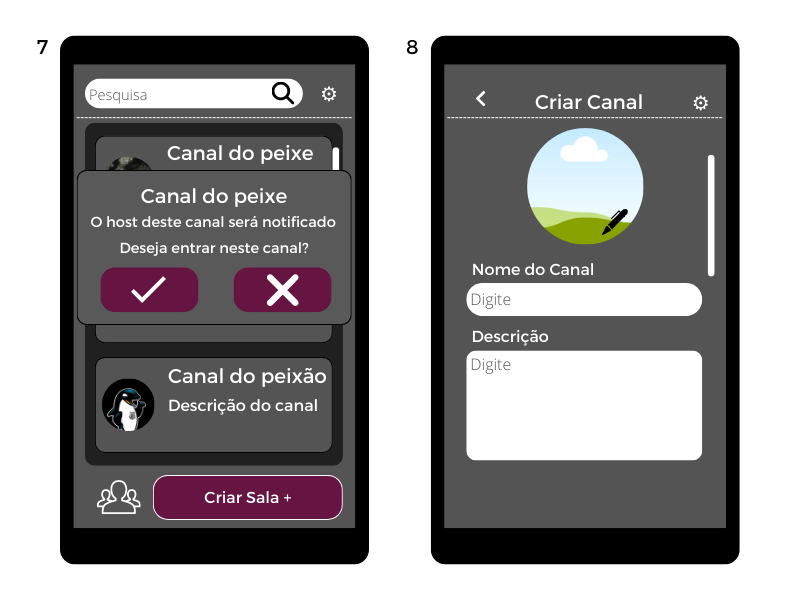 7
Pesquisa
Canal do peixe
Canal do peixe
O host deste canal será notificado
Deseja entrar neste canal?
Canal do peixão
Descrição do canal
Criar Sala +
8
Criar Canal
Nome do Canal
Digite
Descrição
Digite